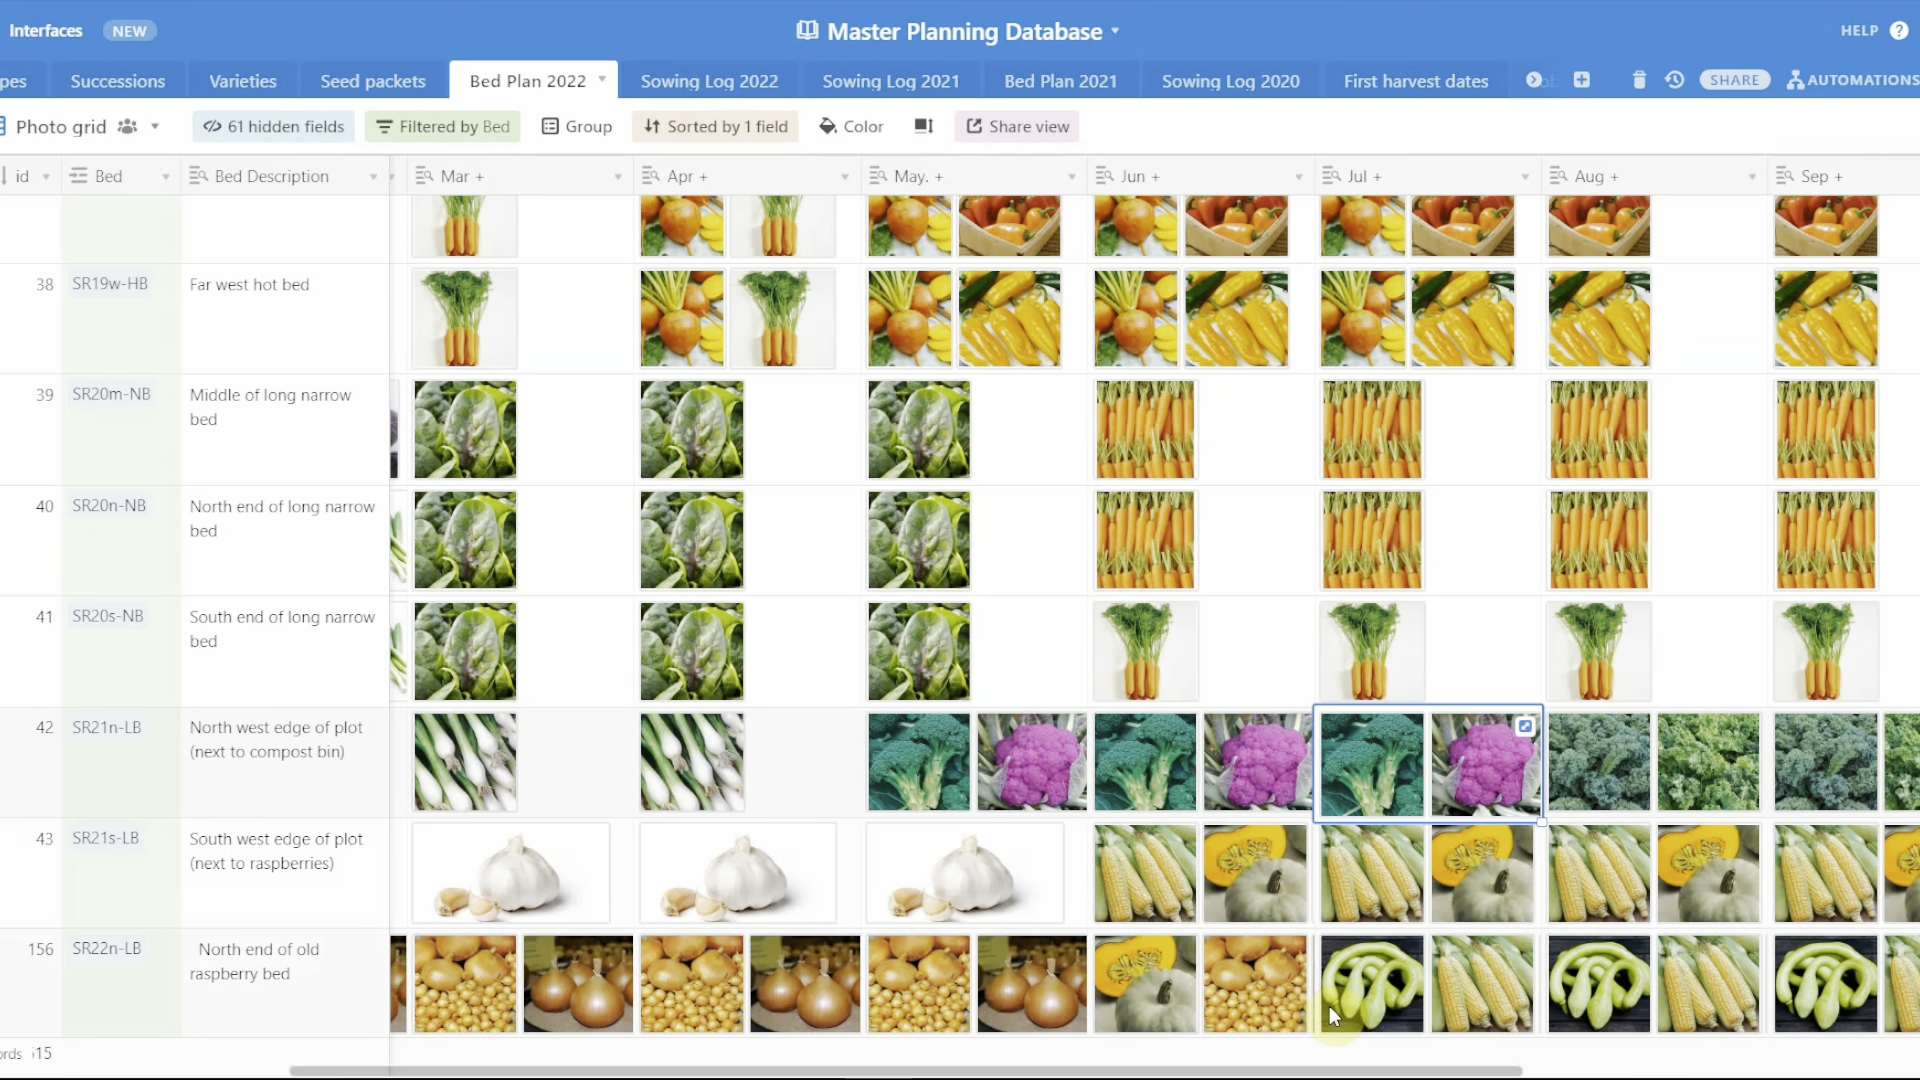 Interfaces NEW Master Planning Database HELP ?
pes Successions Varieties Seed packets Bed Plan 2022 Sowing Log 2022 Sowing Log 2021 Bed Plan 2021 Sowing Log 2020 First harvest dates SHARE AUTOMATIONS
Photo grid 61 hidden fields Filtered by Bed Group Sorted by 1 field Color Share view
id Bed Bed Description Mar + Apr + May. + Jun + Jul + Aug + Sep +
38 SR19w-HB Far west hot bed
39 SR20m-NB Middle of long narrow
bed
40 SR20n-NB North end of long narrow
bed
41 SR20s-NB South end of long narrow
bed
42 SR21n-LB North west edge of plot
(next to compost bin)
43 SR21s-LB South west edge of plot
(next to raspberries)
156 SR22n-LB North end of old
raspberry bed
ords 15